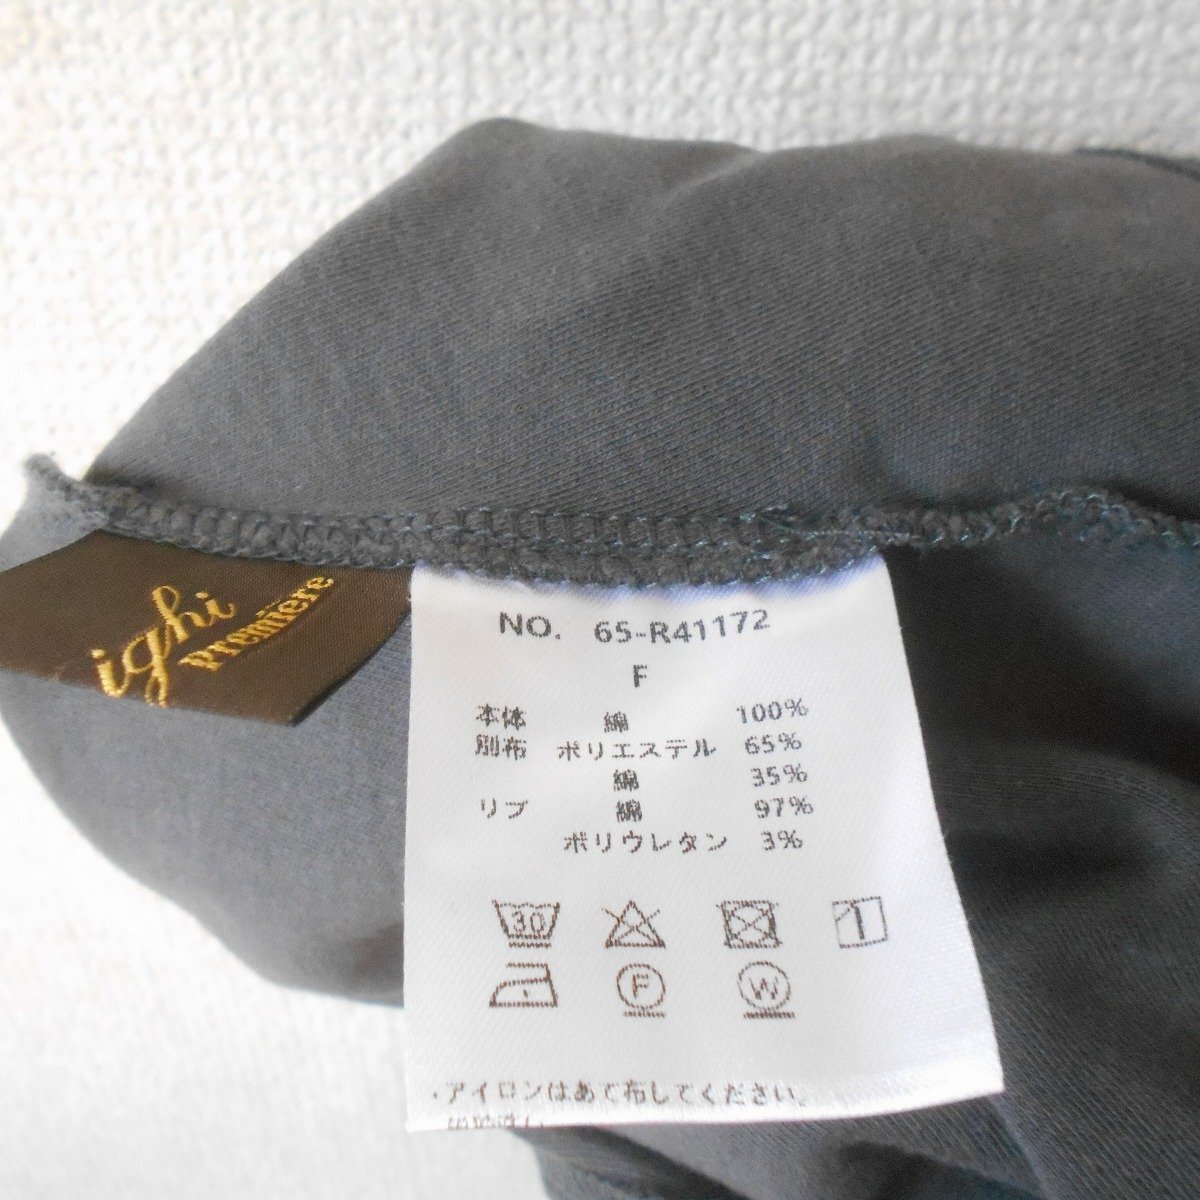 ighi
Première
NO. 65-R41172
F
本体 綿 100%
別布 ポリエステル 65%
綿 35%
リブ 綿 97%
ポリウレタン 3%
30
F W
・アイロンはあて布してください。